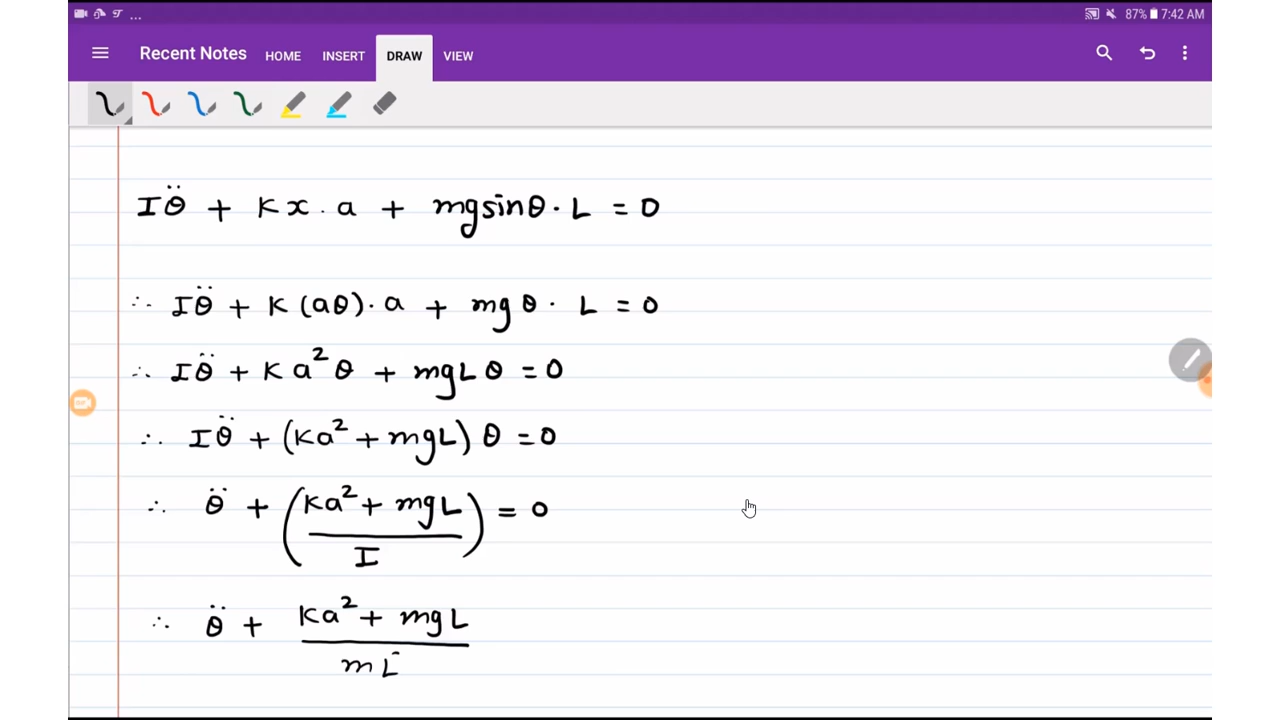 87% 7:42 AM
Recent Notes HOME INSERT DRAW VIEW
Iθ̈ + Kx · a + mgsinθ · L = 0
∴ Iθ̈ + K(aθ) · a + mgθ · L = 0
∴ Iθ̈ + Ka²θ + mgLθ = 0
∴ Iθ̈ + (Ka² + mgL)θ = 0
∴ θ̈ + ((Ka² + mgL)/I) = 0
∴ θ̈ + (Ka² + mgL)/mL